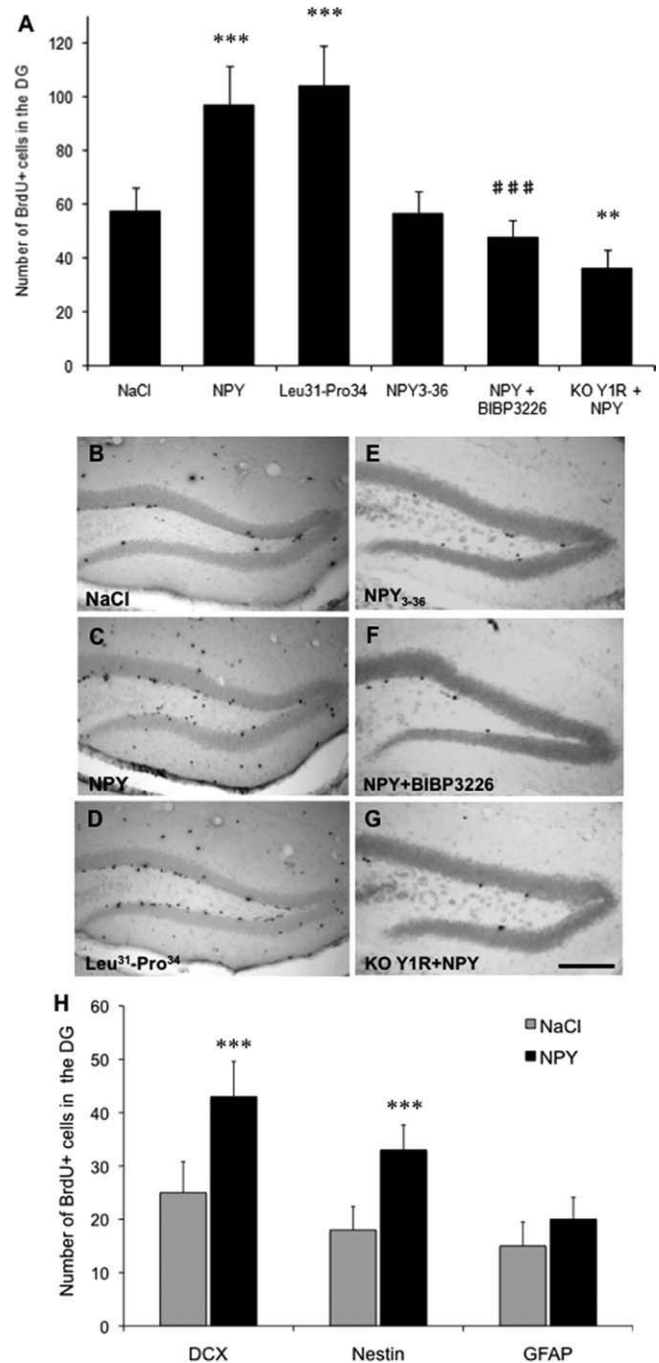 A
Number of BrdU+ cells in the DG
120
100
80
60
40
20
0
***
***
###
**
NaCl
NPY
Leu31-Pro34
NPY3-36
NPY +
BIBP3226
KO Y1R +
NPY
B
NaCl
E
NPY3-36
C
NPY
F
NPY+BIBP3226
D
Leu31-Pro34
G
KO Y1R+NPY
H
Number of BrdU+ cells in the DG
60
50
40
30
20
10
0
***
***
NaCl
NPY
DCX
Nestin
GFAP